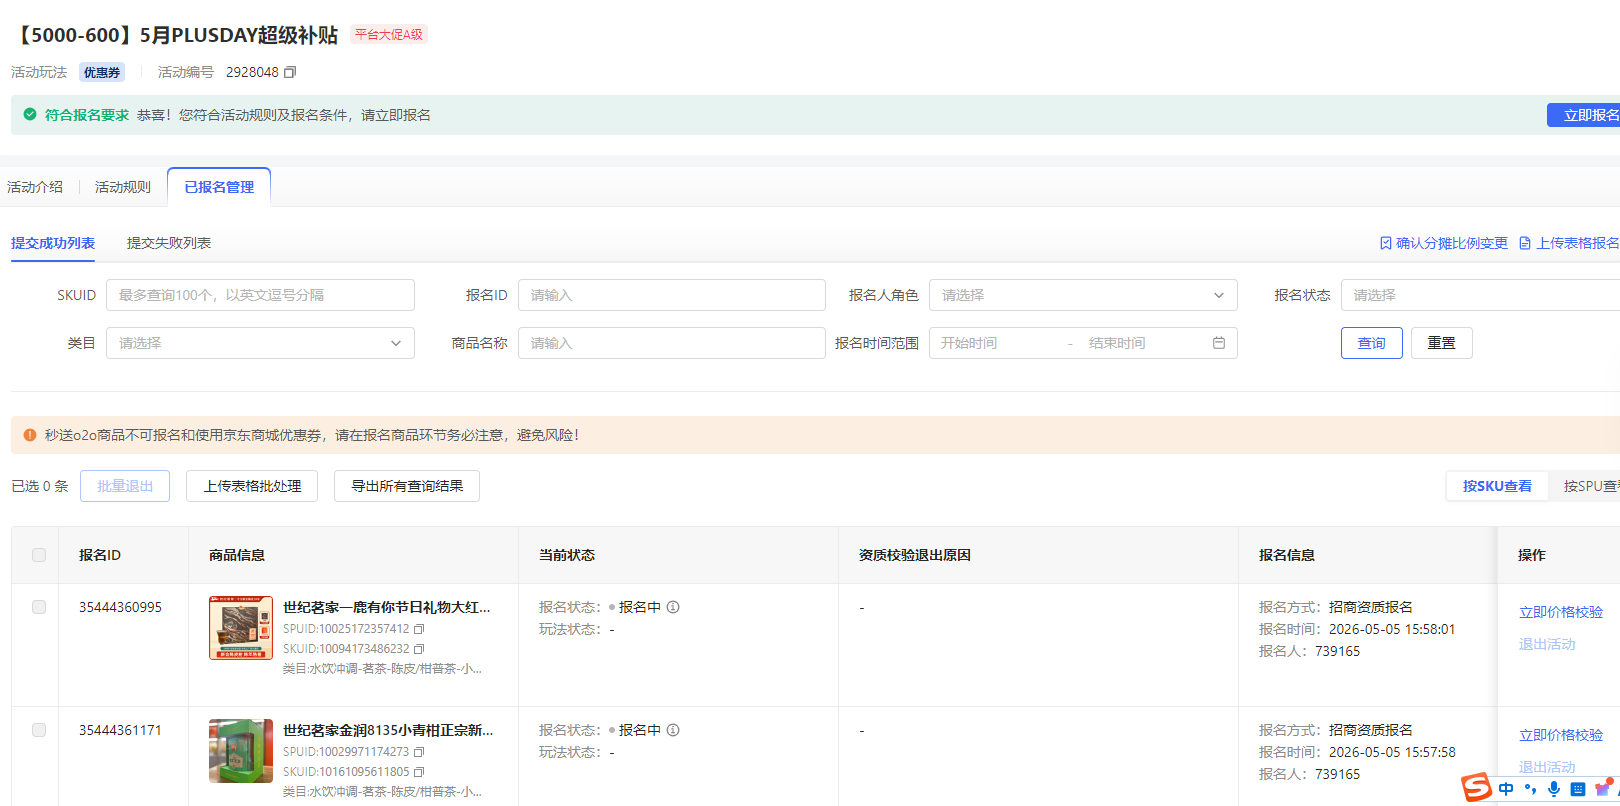 【5000-600】5月PLUSDAY超级补贴 平台大促A级
活动玩法 优惠券 活动编号 2928048
符合报名要求 恭喜！您符合活动规则及报名条件，请立即报名 立即报名
活动介绍 活动规则 已报名管理
提交成功列表 提交失败列表 确认分摊比例变更 上传表格报名
SKUID 最多查询100个，以英文逗号分隔 报名ID 请输入 报名人角色 请选择 报名状态 请选择
类目 请选择 商品名称 请输入 报名时间范围 开始时间 - 结束时间 查询 重置
秒送o2o商品不可报名和使用京东商城优惠券，请在报名商品环节务必注意，避免风险！
已选 0 条 批量退出 上传表格批处理 导出所有查询结果 按SKU查看 按SPU查
报名ID 商品信息 当前状态 资质校验退出原因 报名信息 操作
35444360995 世纪茗家一鹿有你节日礼物大红... 报名状态： 报名中 - 报名方式：招商资质报名 立即价格校验
SPUID:10025172357412 玩法状态：- 报名时间：2026-05-05 15:58:01 退出活动
SKUID:10094173486232 报名人：739165
类目:水饮冲调-茗茶-陈皮/柑普茶-小...
35444361171 世纪茗家金润8135小青柑正宗新... 报名状态： 报名中 - 报名方式：招商资质报名 立即价格校验
SPUID:10029971174273 玩法状态：- 报名时间：2026-05-05 15:57:58 退出活动
SKUID:10161095611805 报名人：739165
类目:水饮冲调-茗茶-陈皮/柑普茶-小...
中